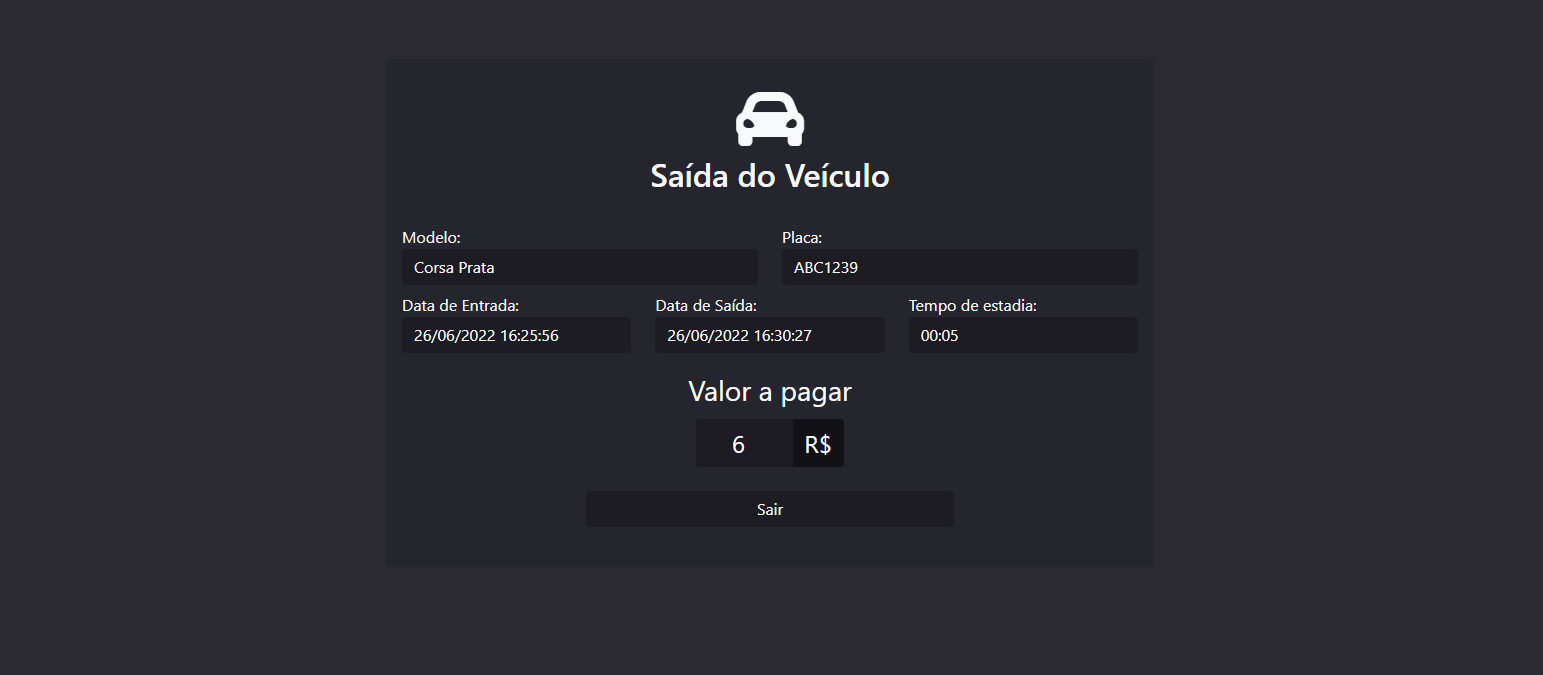 Saída do Veículo
Modelo: Placa:
Corsa Prata ABC1239
Data de Entrada: Data de Saída: Tempo de estadia:
26/06/2022 16:25:56 26/06/2022 16:30:27 00:05
Valor a pagar
6 R$
Sair